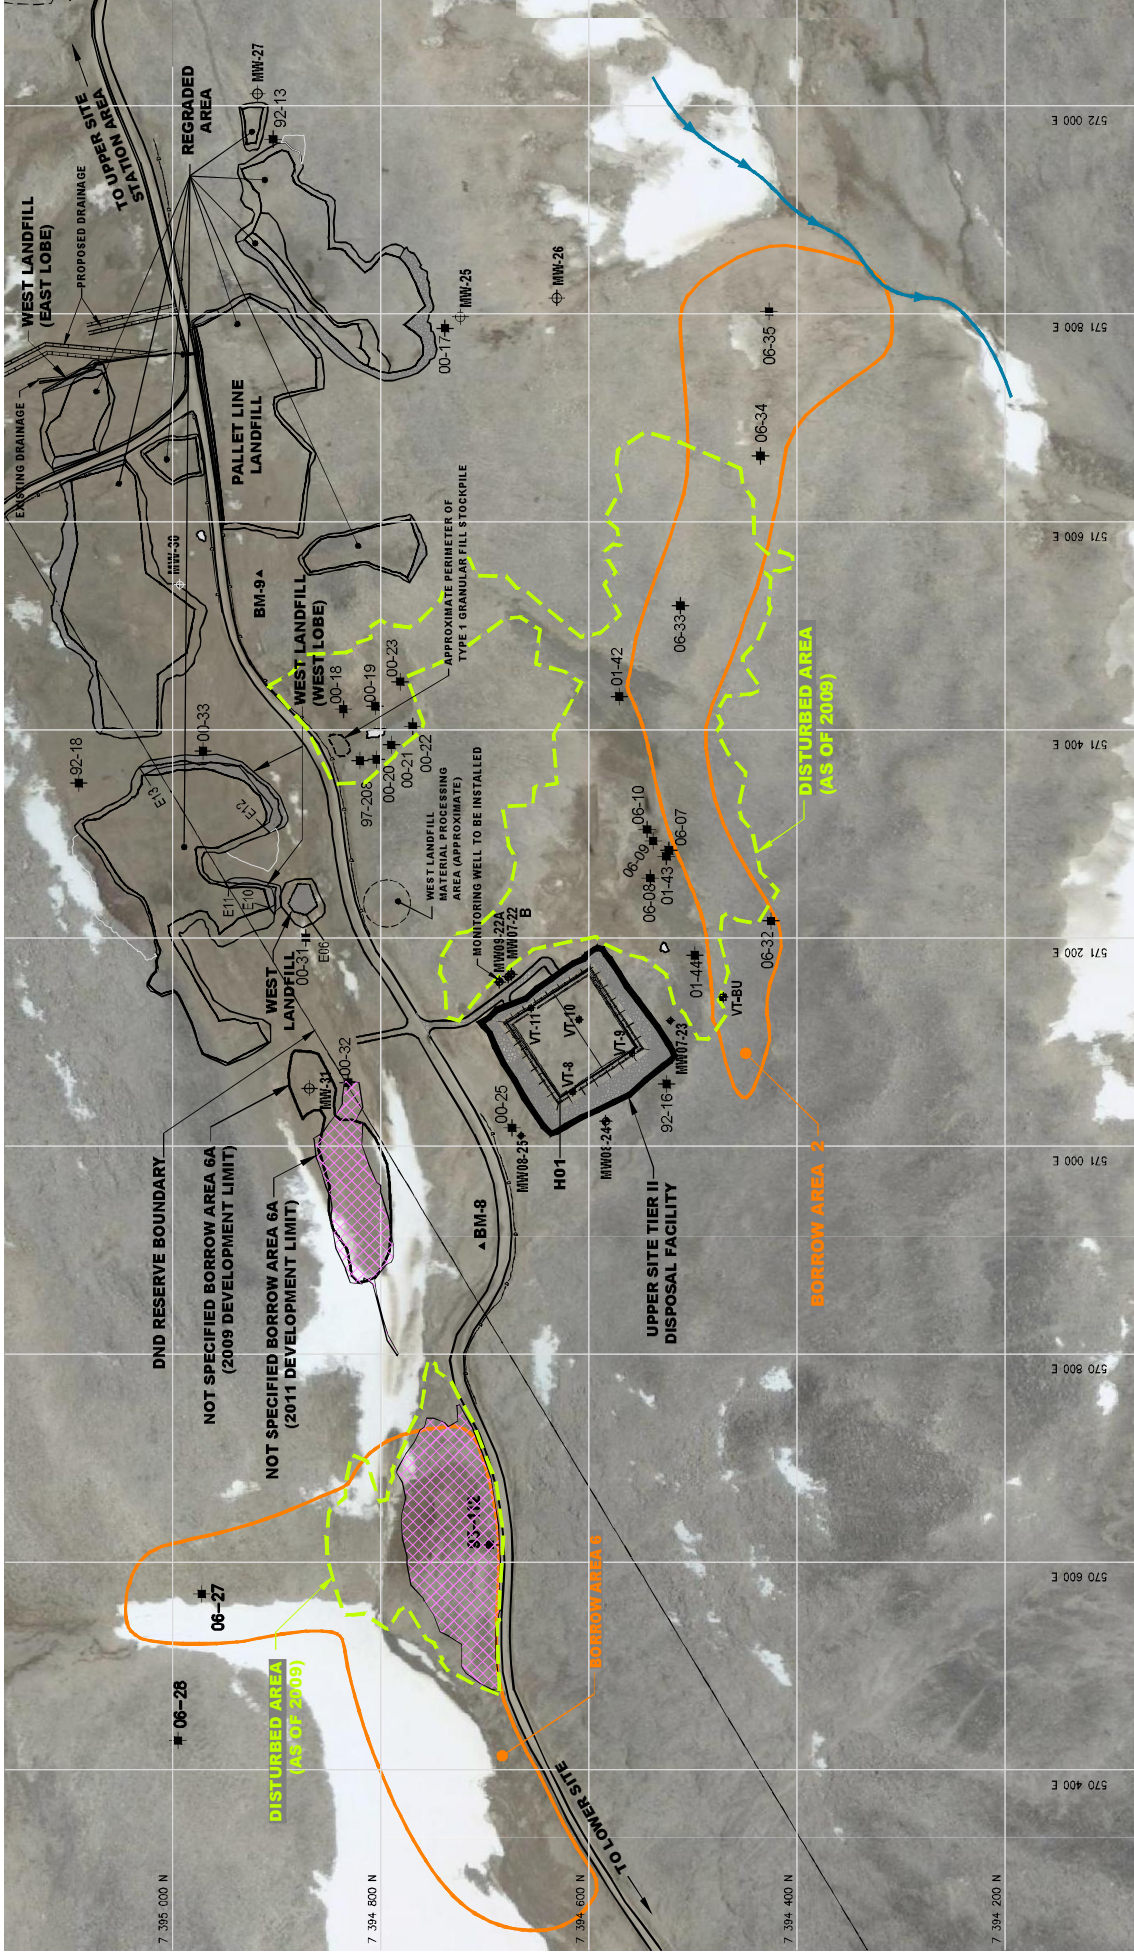 WEST LANDFILL
(EAST LOBE)
PROPOSED DRAINAGE
TO UPPER SITE
STATION AREA
REGRADED
AREA
MW-27
92-13
EXISTING DRAINAGE
PALLET LINE
LANDFILL
MW-25
00-17
MW-26
572 000 E
571 800 E
06-35
06-34
MW-30
BM-9
WEST LANDFILL
(WEST LOBE)
APPROXIMATE PERIMETER OF
TYPE 1 GRANULAR FILL STOCKPILE
571 600 E
06-33
01-42
92-18
00-33
E13
E12
E11
E10
E06
00-18
00-19
00-23
97-208
00-20
00-21
00-22
571 400 E
DISTURBED AREA
(AS OF 2009)
WEST LANDFILL
MATERIAL PROCESSING
AREA (APPROXIMATE)
MONITORING WELL TO BE INSTALLED
MW09-22A
MW07-22
B
06-10
06-09
06-07
06-08
01-43
01-44
06-32
571 200 E
WEST
LANDFILL
00-31
00-32
MW-31
VT-11
VT-10
VT-9
VT-8
VT-BU
MW07-23
92-16
00-25
MW08-25
MW08-24
H01
571 000 E
DND RESERVE BOUNDARY
NOT SPECIFIED BORROW AREA 6A
(2009 DEVELOPMENT LIMIT)
NOT SPECIFIED BORROW AREA 6A
(2011 DEVELOPMENT LIMIT)
BM-8
UPPER SITE TIER II
DISPOSAL FACILITY
BORROW AREA 2
570 800 E
06-27
06-28
DISTURBED AREA
(AS OF 2009)
BORROW AREA 6
570 600 E
TO LOWER SITE
570 400 E
7 395 000 N
7 394 800 N
7 394 600 N
7 394 400 N
7 394 200 N